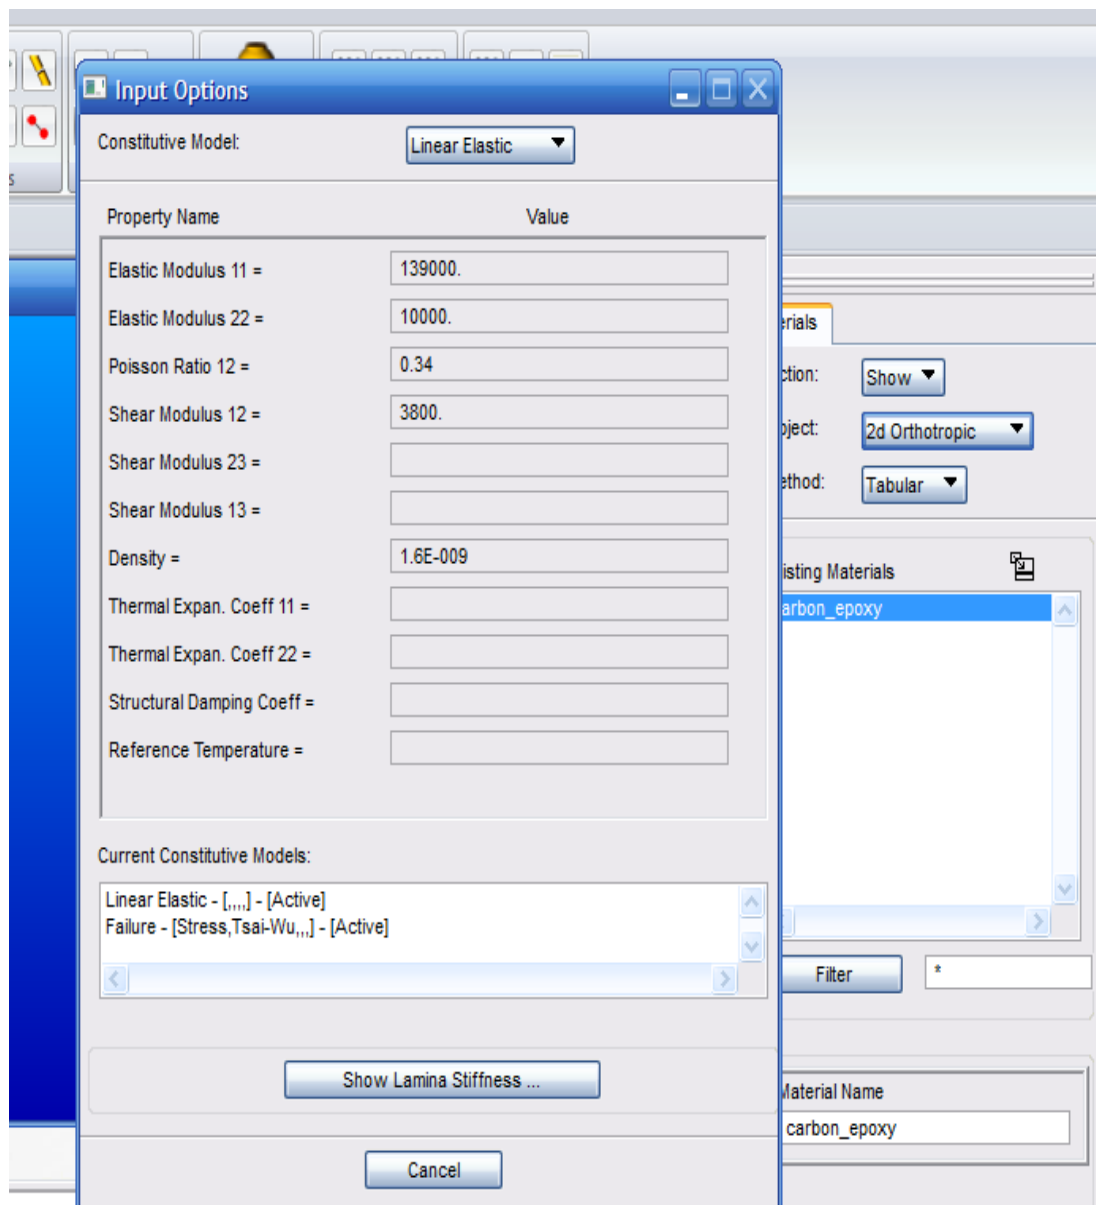 Input Options
Constitutive Model:
Linear Elastic
Property Name
Value
Elastic Modulus 11 =
139000.
Elastic Modulus 22 =
10000.
Poisson Ratio 12 =
0.34
Shear Modulus 12 =
3800.
Shear Modulus 23 =
Shear Modulus 13 =
Density =
1.6E-009
Thermal Expan. Coeff 11 =
Thermal Expan. Coeff 22 =
Structural Damping Coeff =
Reference Temperature =
Current Constitutive Models:
Linear Elastic - [,,,,] - [Active]
Failure - [Stress,Tsai-Wu,,,] - [Active]
Show Lamina Stiffness ...
Cancel
s
erials
ction:
Show
bject:
2d Orthotropic
ethod:
Tabular
isting Materials
arbon_epoxy
Filter
*
Material Name
carbon_epoxy